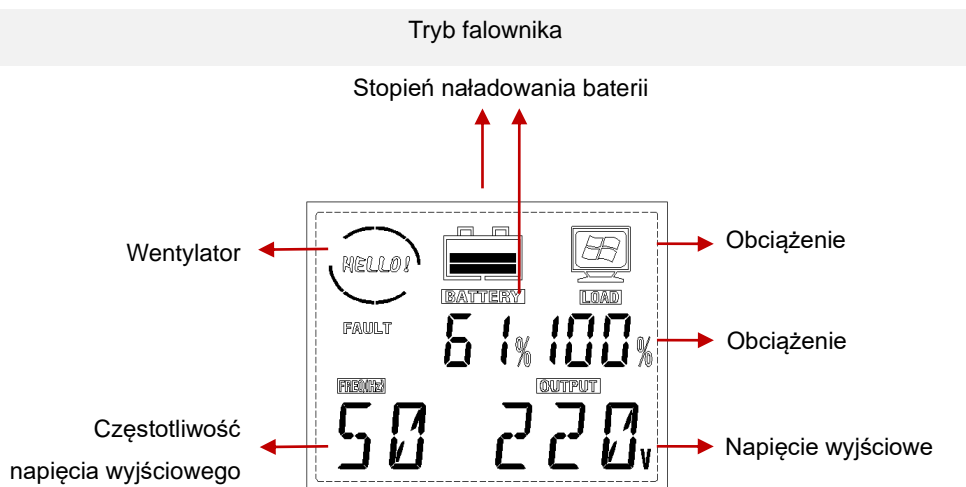 Tryb falownika
Stopień naładowania baterii
Wentylator
HELLO!
Obciążenie
BATTERY
LOAD
FAULT
61% 100%
Obciążenie
FREQ(Hz)
OUTPUT
Częstotliwość
napięcia wyjściowego
50 220V
Napięcie wyjściowe